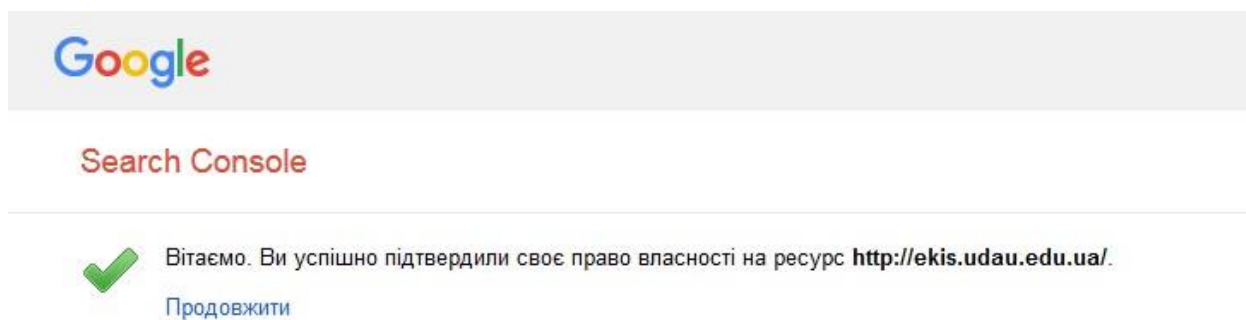 Google
Search Console
Вітаємо. Ви успішно підтвердили своє право власності на ресурс http://ekis.udau.edu.ua/.
Продовжити